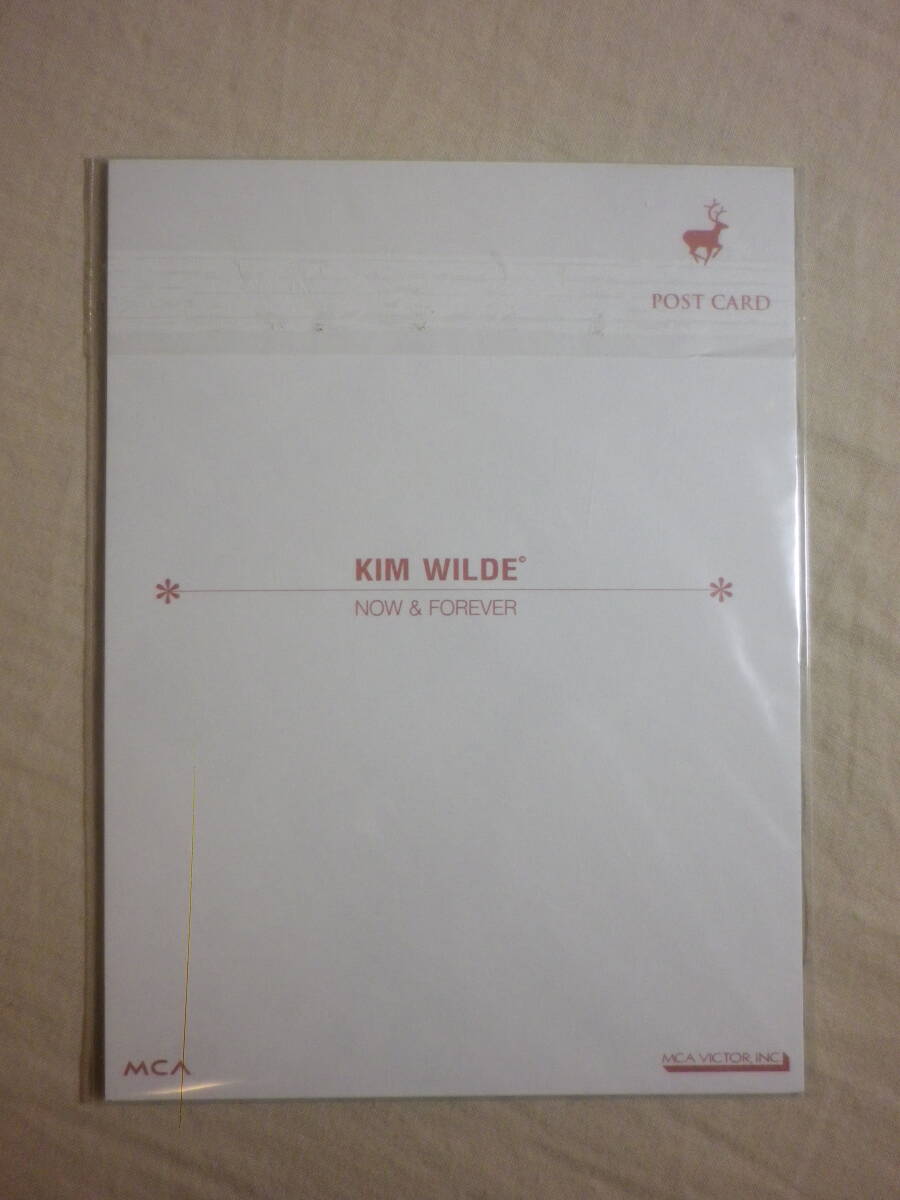 POST CARD
KIM WILDE©
NOW & FOREVER
MCA
MCA VICTOR, INC